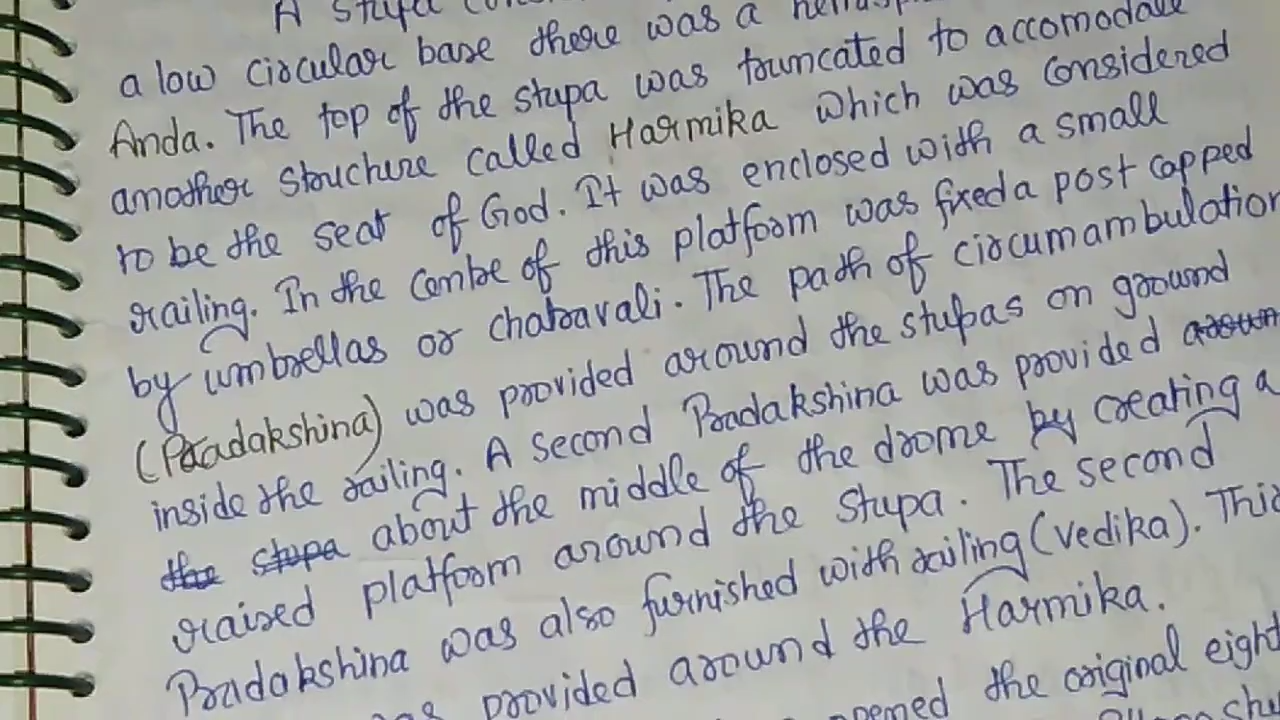 A Stupa
a low circular base there was a
Anda. The top of the stupa was truncated to accomodate
another structure called Harmika which was considered
to be the seat of God. It was enclosed with a small
railing. In the centre of this platform was fixed a post capped
by umbrellas or chatravali. The path of circumambulation
(Pradakshina) was provided around the stupas on ground
inside the railing. A second Pradakshina was provided
the stupa about the middle of the drome by creating a
raised platform around the stupa. The second
Pradakshina was also furnished with railing (vedika). This
was provided around the Harmika.
the original eight